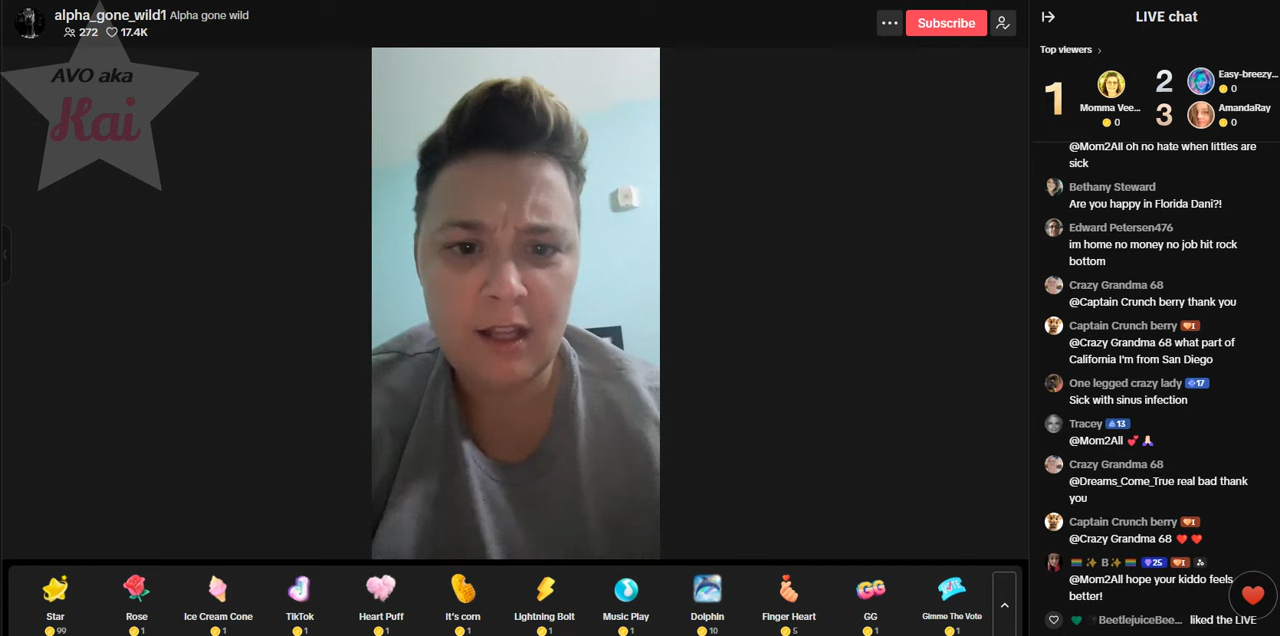 alpha_gone_wild1 Alpha gone wild
272 17.4K
AVO aka
Kai
Subscribe
LIVE chat
Top viewers
1
Momma Vee...
0
2
Easy-breezy...
0
3
AmandaRay
0
@Mom2All oh no hate when littles are
sick
Bethany Steward
Are you happy in Florida Dani?!
Edward Petersen476
im home no money no job hit rock
bottom
Crazy Grandma 68
@Captain Crunch berry thank you
Captain Crunch berry I
@Crazy Grandma 68 what part of
California I'm from San Diego
One legged crazy lady 17
Sick with sinus infection
Tracey 13
@Mom2All 💕 🙏🏻
Crazy Grandma 68
@Dreams_Come_True real bad thank
you
Captain Crunch berry I
@Crazy Grandma 68 ❤️ ❤️
🏳️‍🌈 ✨ B ✨ 🏳️‍🌈 25 I
@Mom2All hope your kiddo feels
better!
BeetlejuiceBee... liked the LIVE
Star
99
Rose
1
Ice Cream Cone
1
TikTok
1
Heart Puff
1
It's corn
1
Lightning Bolt
1
Music Play
1
Dolphin
10
Finger Heart
5
GG
GG
1
Gimme The Vote
1